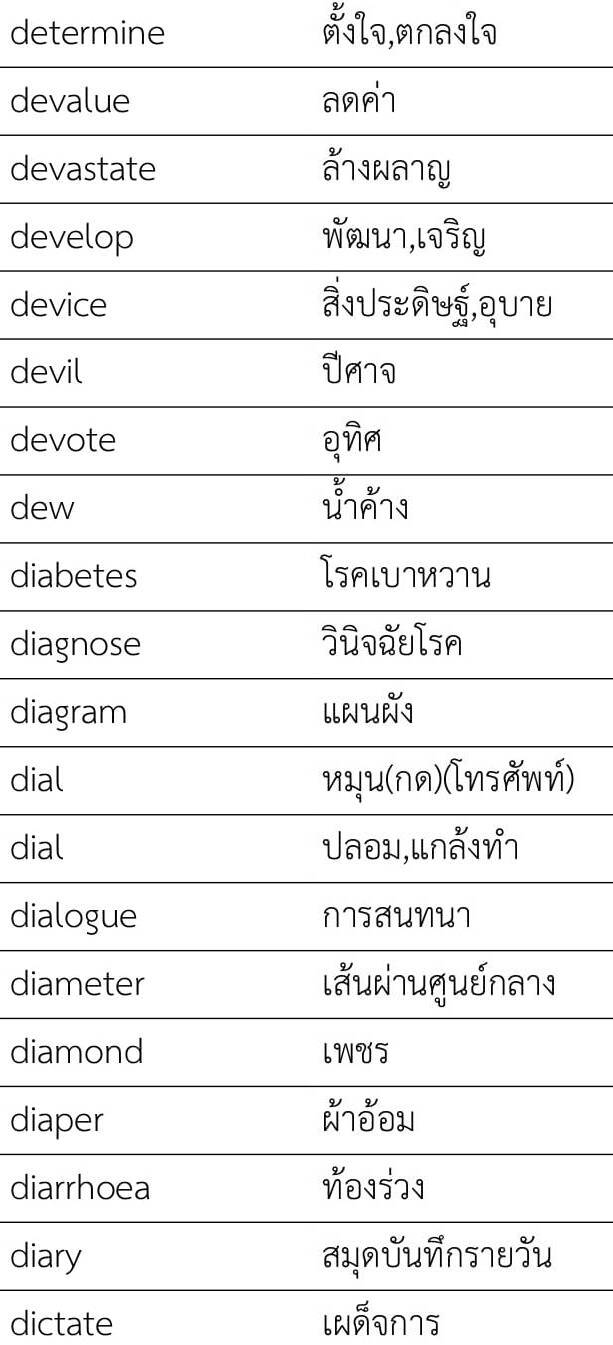 determine ตั้งใจ,ตกลงใจ
devalue ลดค่า
devastate ล้างผลาญ
develop พัฒนา,เจริญ
device สิ่งประดิษฐ์,อุบาย
devil ปีศาจ
devote อุทิศ
dew น้ำค้าง
diabetes โรคเบาหวาน
diagnose วินิจฉัยโรค
diagram แผนผัง
dial หมุน(กด)(โทรศัพท์)
dial ปลอม,แกล้งทำ
dialogue การสนทนา
diameter เส้นผ่านศูนย์กลาง
diamond เพชร
diaper ผ้าอ้อม
diarrhoea ท้องร่วง
diary สมุดบันทึกรายวัน
dictate เผด็จการ